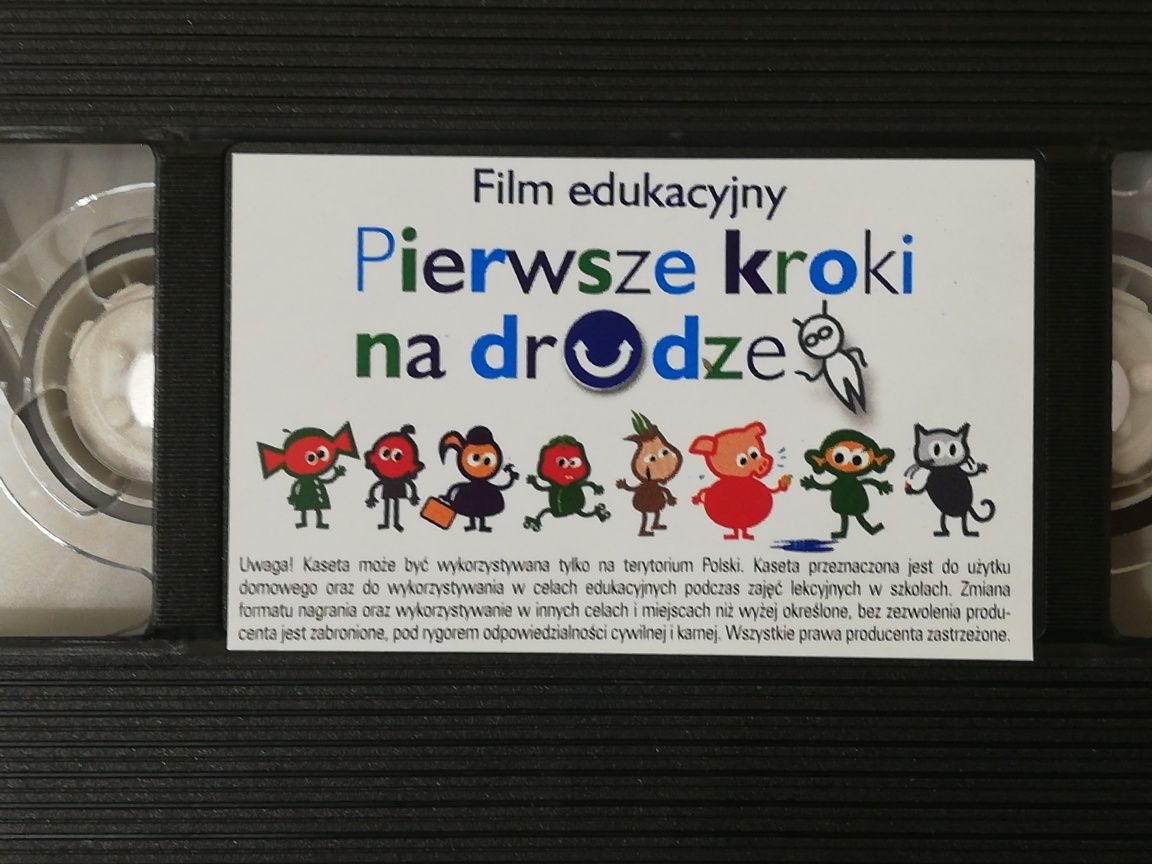 Film edukacyjny
Pierwsze kroki
na drodze
Uwaga! Kaseta może być wykorzystywana tylko na terytorium Polski. Kaseta przeznaczona jest do użytku
domowego oraz do wykorzystywania w celach edukacyjnych podczas zajęć lekcyjnych w szkołach. Zmiana
formatu nagrania oraz wykorzystywanie w innych celach i miejscach niż wyżej określone, bez zezwolenia produ-
centa jest zabronione, pod rygorem odpowiedzialności cywilnej i karnej. Wszystkie prawa producenta zastrzeżone.